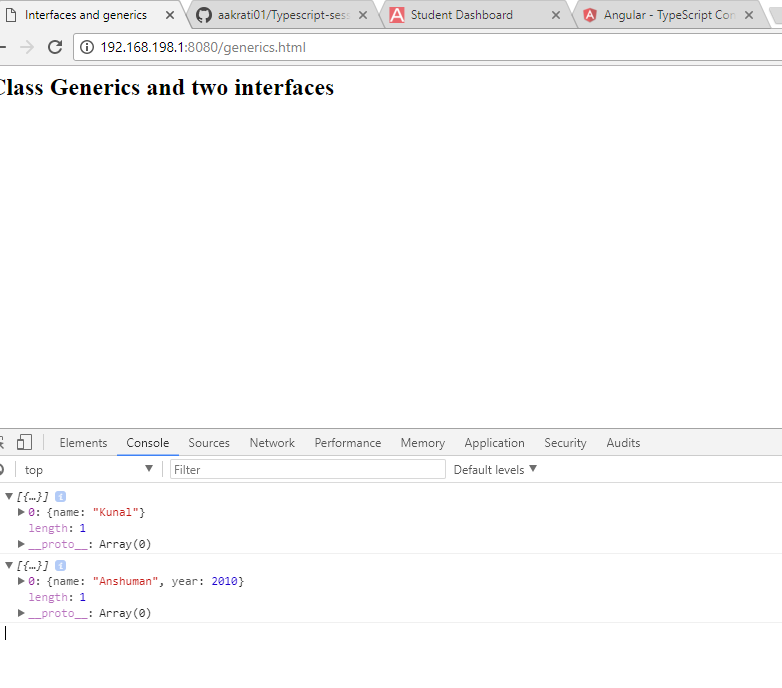 Interfaces and generics
aakrati01/Typescript-sess
Student Dashboard
Angular - TypeScript Con
192.168.198.1:8080/generics.html
Class Generics and two interfaces
Elements Console Sources Network Performance Memory Application Security Audits
top Filter Default levels
[{…}]
0: {name: "Kunal"}
length: 1
__proto__: Array(0)
[{…}]
0: {name: "Anshuman", year: 2010}
length: 1
__proto__: Array(0)